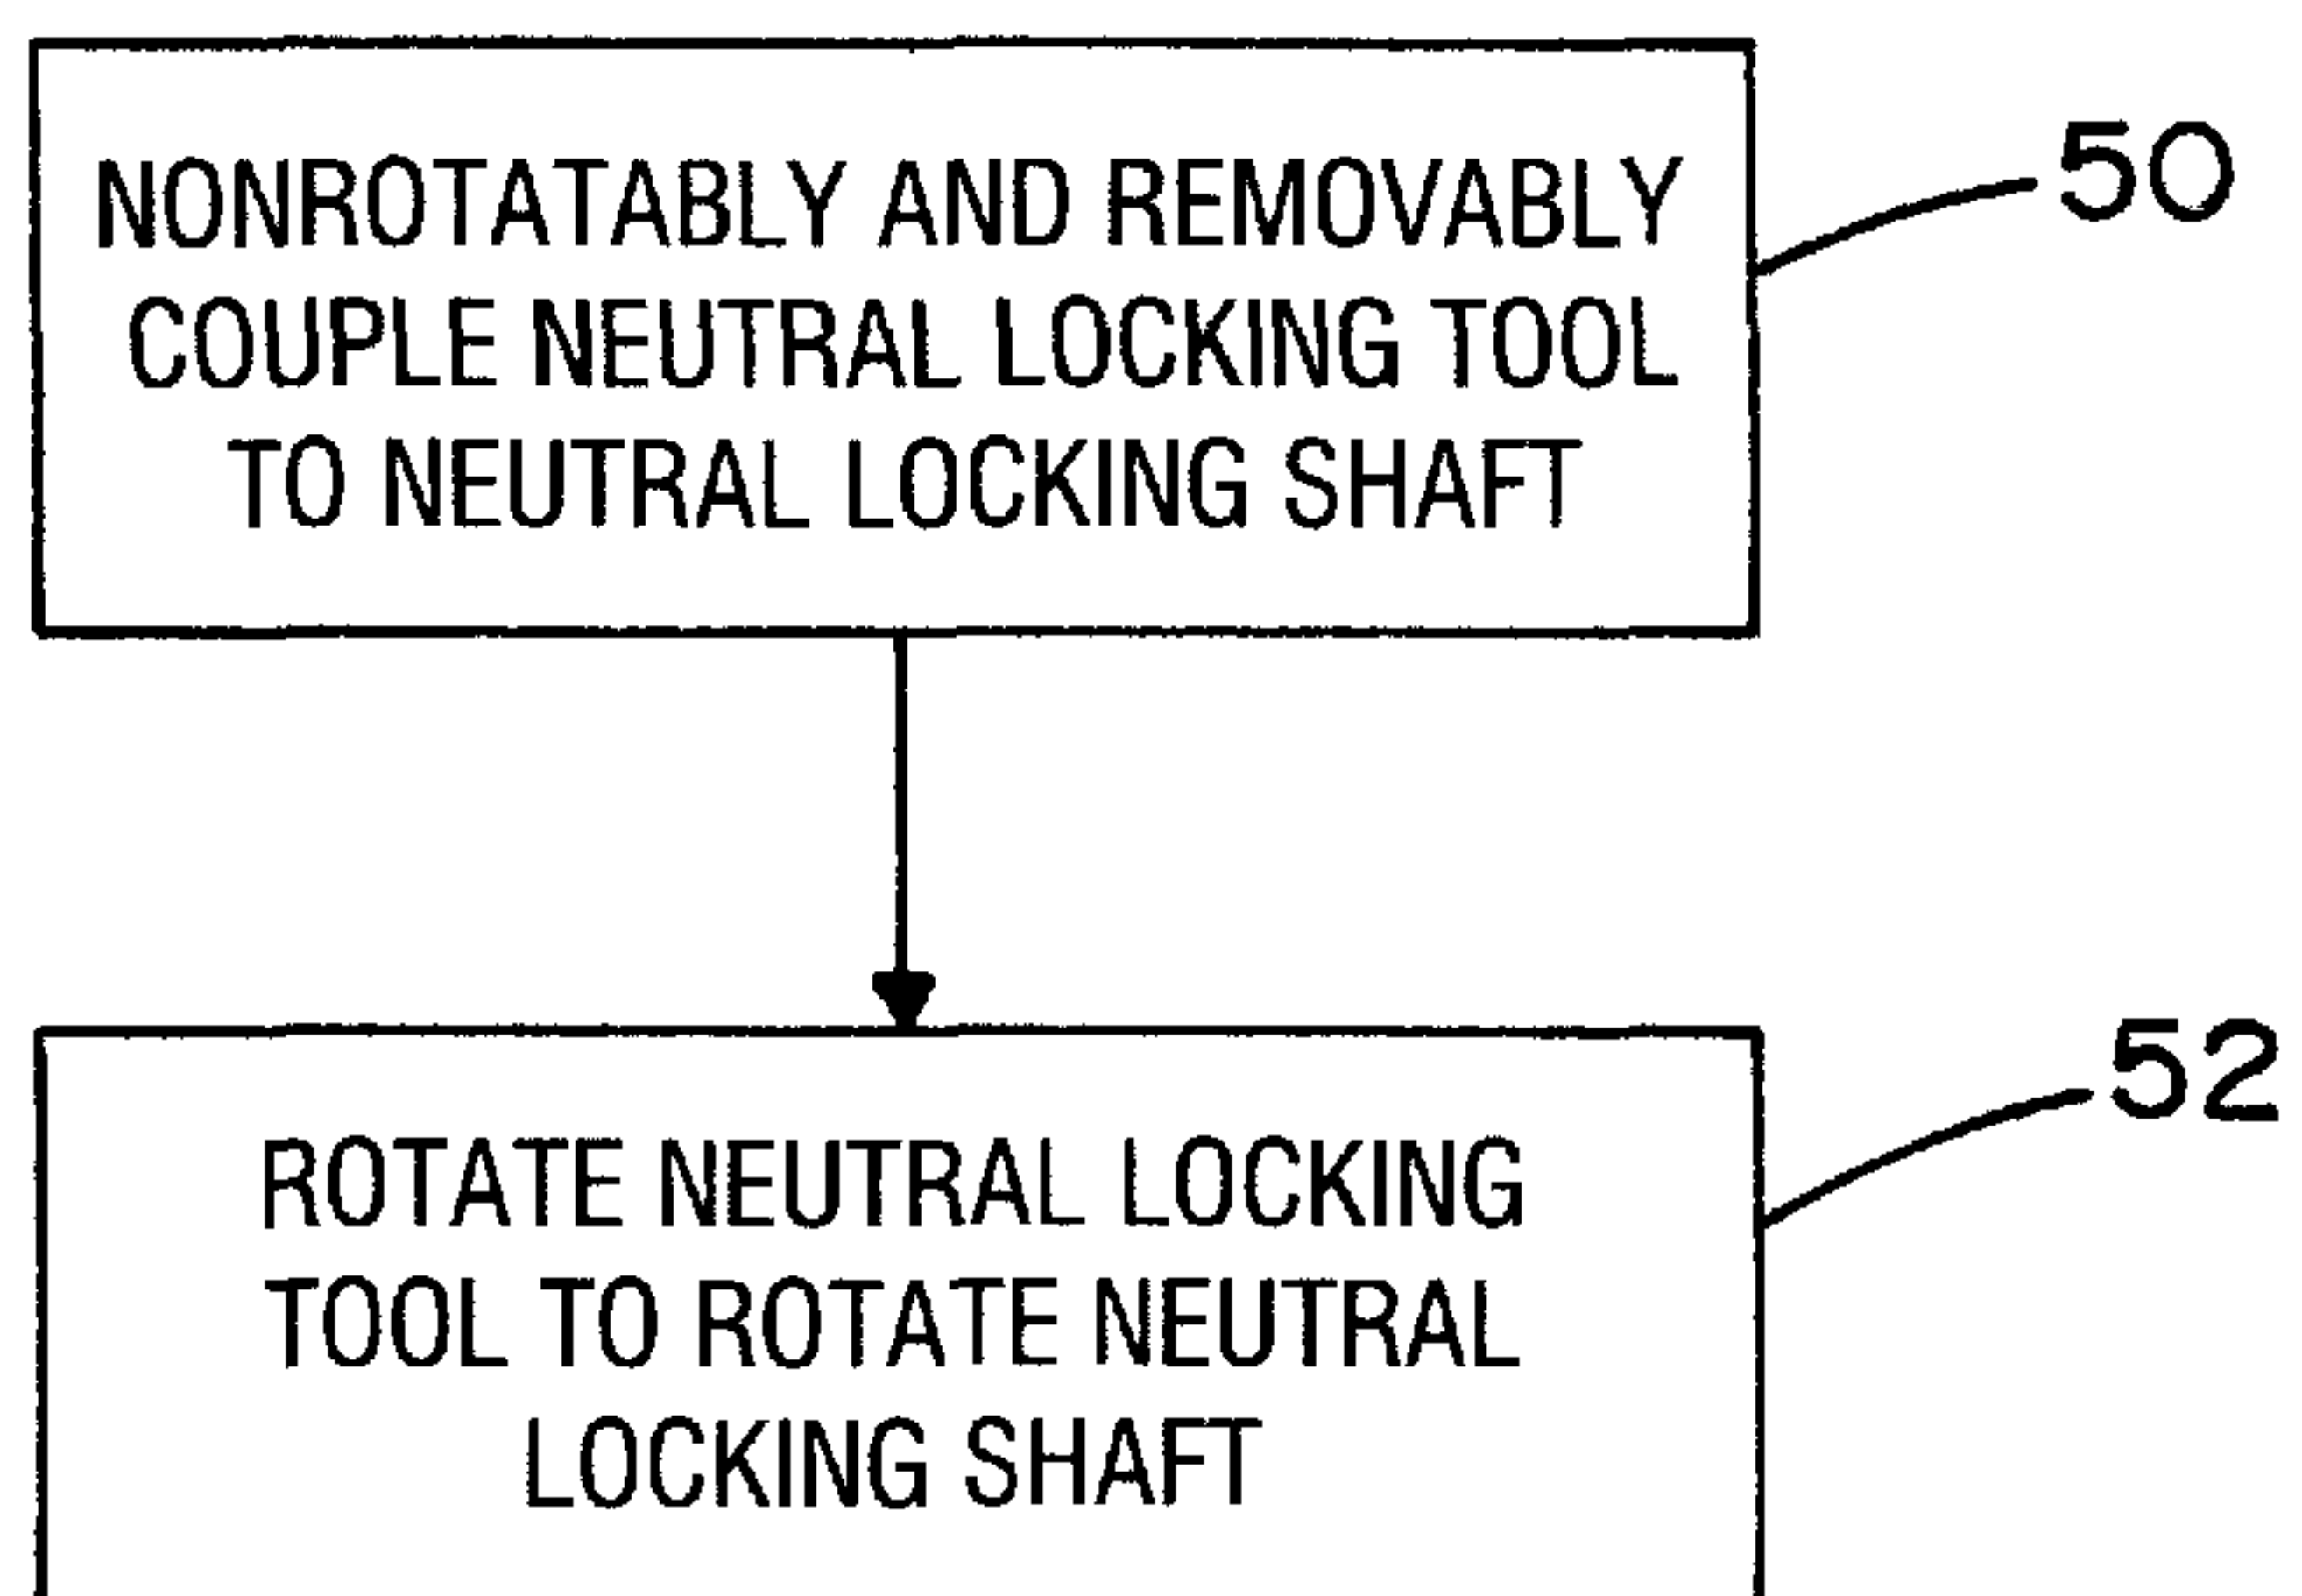 NONROTATABLY AND REMOVABLY
COUPLE NEUTRAL LOCKING TOOL
TO NEUTRAL LOCKING SHAFT
50
ROTATE NEUTRAL LOCKING
TOOL TO ROTATE NEUTRAL
LOCKING SHAFT
52